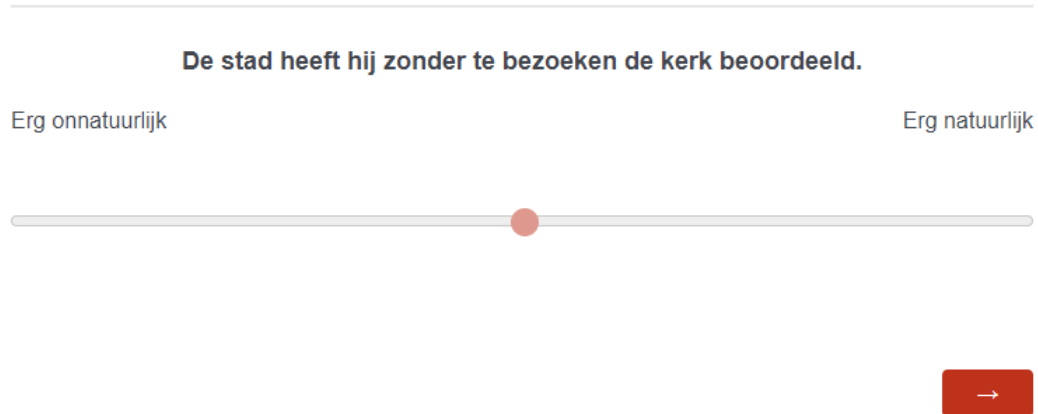 De stad heeft hij zonder te bezoeken de kerk beoordeeld.
Erg onnatuurlijk Erg natuurlijk
→